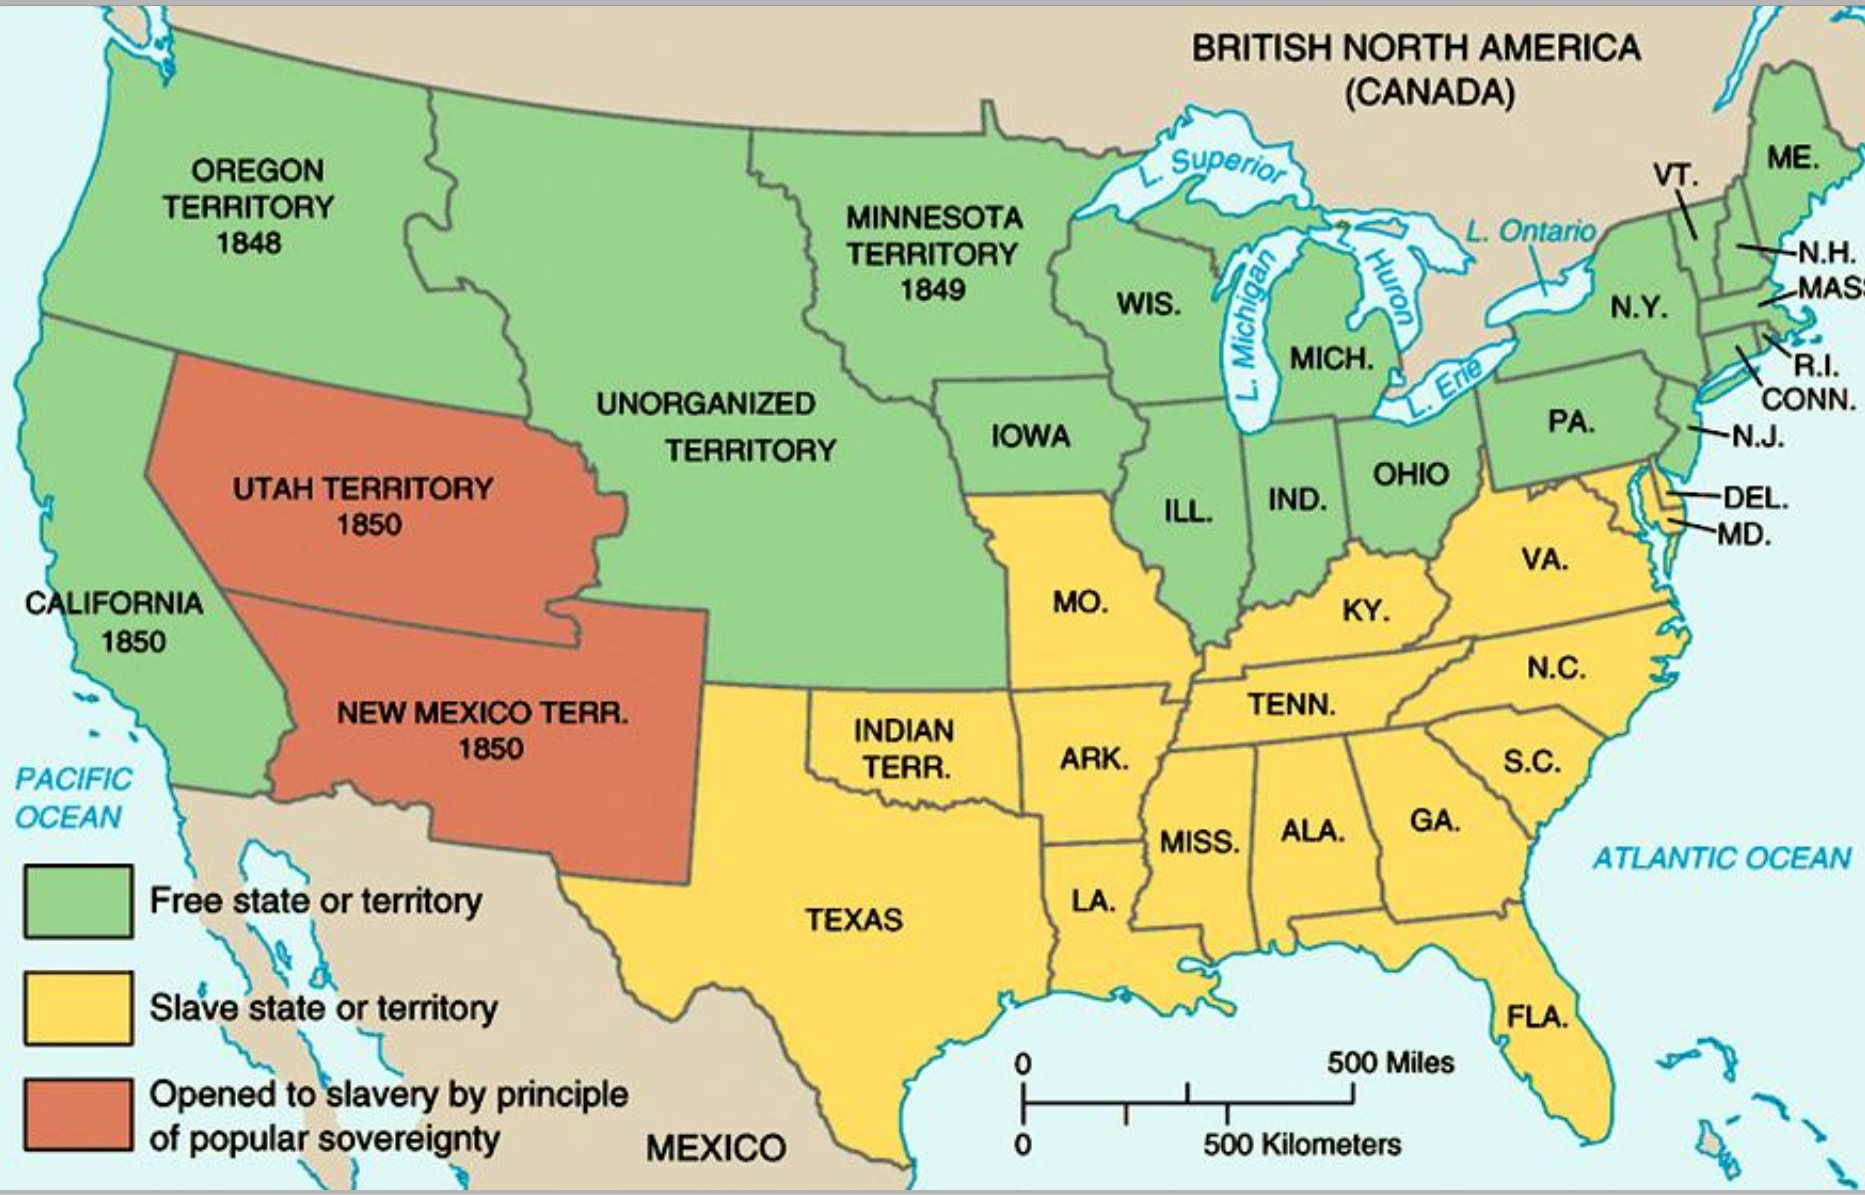 BRITISH NORTH AMERICA
(CANADA)
OREGON
TERRITORY
1848
MINNESOTA
TERRITORY
1849
L. Superior
L. Michigan
L. Huron
L. Ontario
L. Erie
VT.
ME.
N.H.
MASS
R.I.
CONN.
N.Y.
N.J.
PA.
DEL.
MD.
WIS.
MICH.
UNORGANIZED
TERRITORY
IOWA
ILL.
IND.
OHIO
UTAH TERRITORY
1850
CALIFORNIA
1850
MO.
KY.
VA.
N.C.
TENN.
NEW MEXICO TERR.
1850
INDIAN
TERR.
ARK.
S.C.
MISS.
ALA.
GA.
LA.
TEXAS
FLA.
PACIFIC
OCEAN
ATLANTIC OCEAN
MEXICO
Free state or territory
Slave state or territory
Opened to slavery by principle
of popular sovereignty
0 500 Miles
0 500 Kilometers